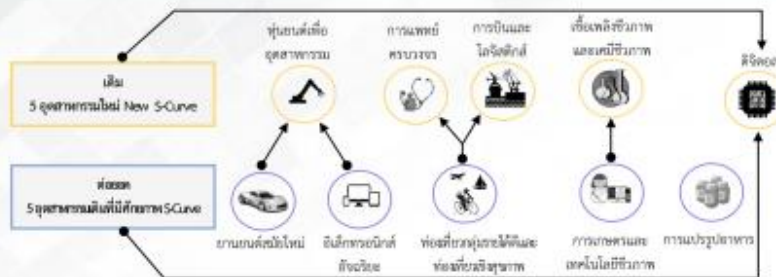 หุ่นยนต์เพื่อ
อุตสาหกรรม
การแพทย์
ครบวงจร
การบินและ
โลจิสติกส์
เชื้อเพลิงชีวภาพ
และเคมีชีวภาพ
ดิจิตอล
เติม
5 อุตสาหกรรมใหม่ New S-Curve
ต่อยอด
5 อุตสาหกรรมเดิมที่มีศักยภาพ S-Curve
ยานยนต์สมัยใหม่
อิเล็กทรอนิกส์
อัจฉริยะ
ท่องเที่ยวกลุ่มรายได้ดีและ
ท่องเที่ยวเชิงสุขภาพ
การเกษตรและ
เทคโนโลยีชีวภาพ
การแปรรูปอาหาร